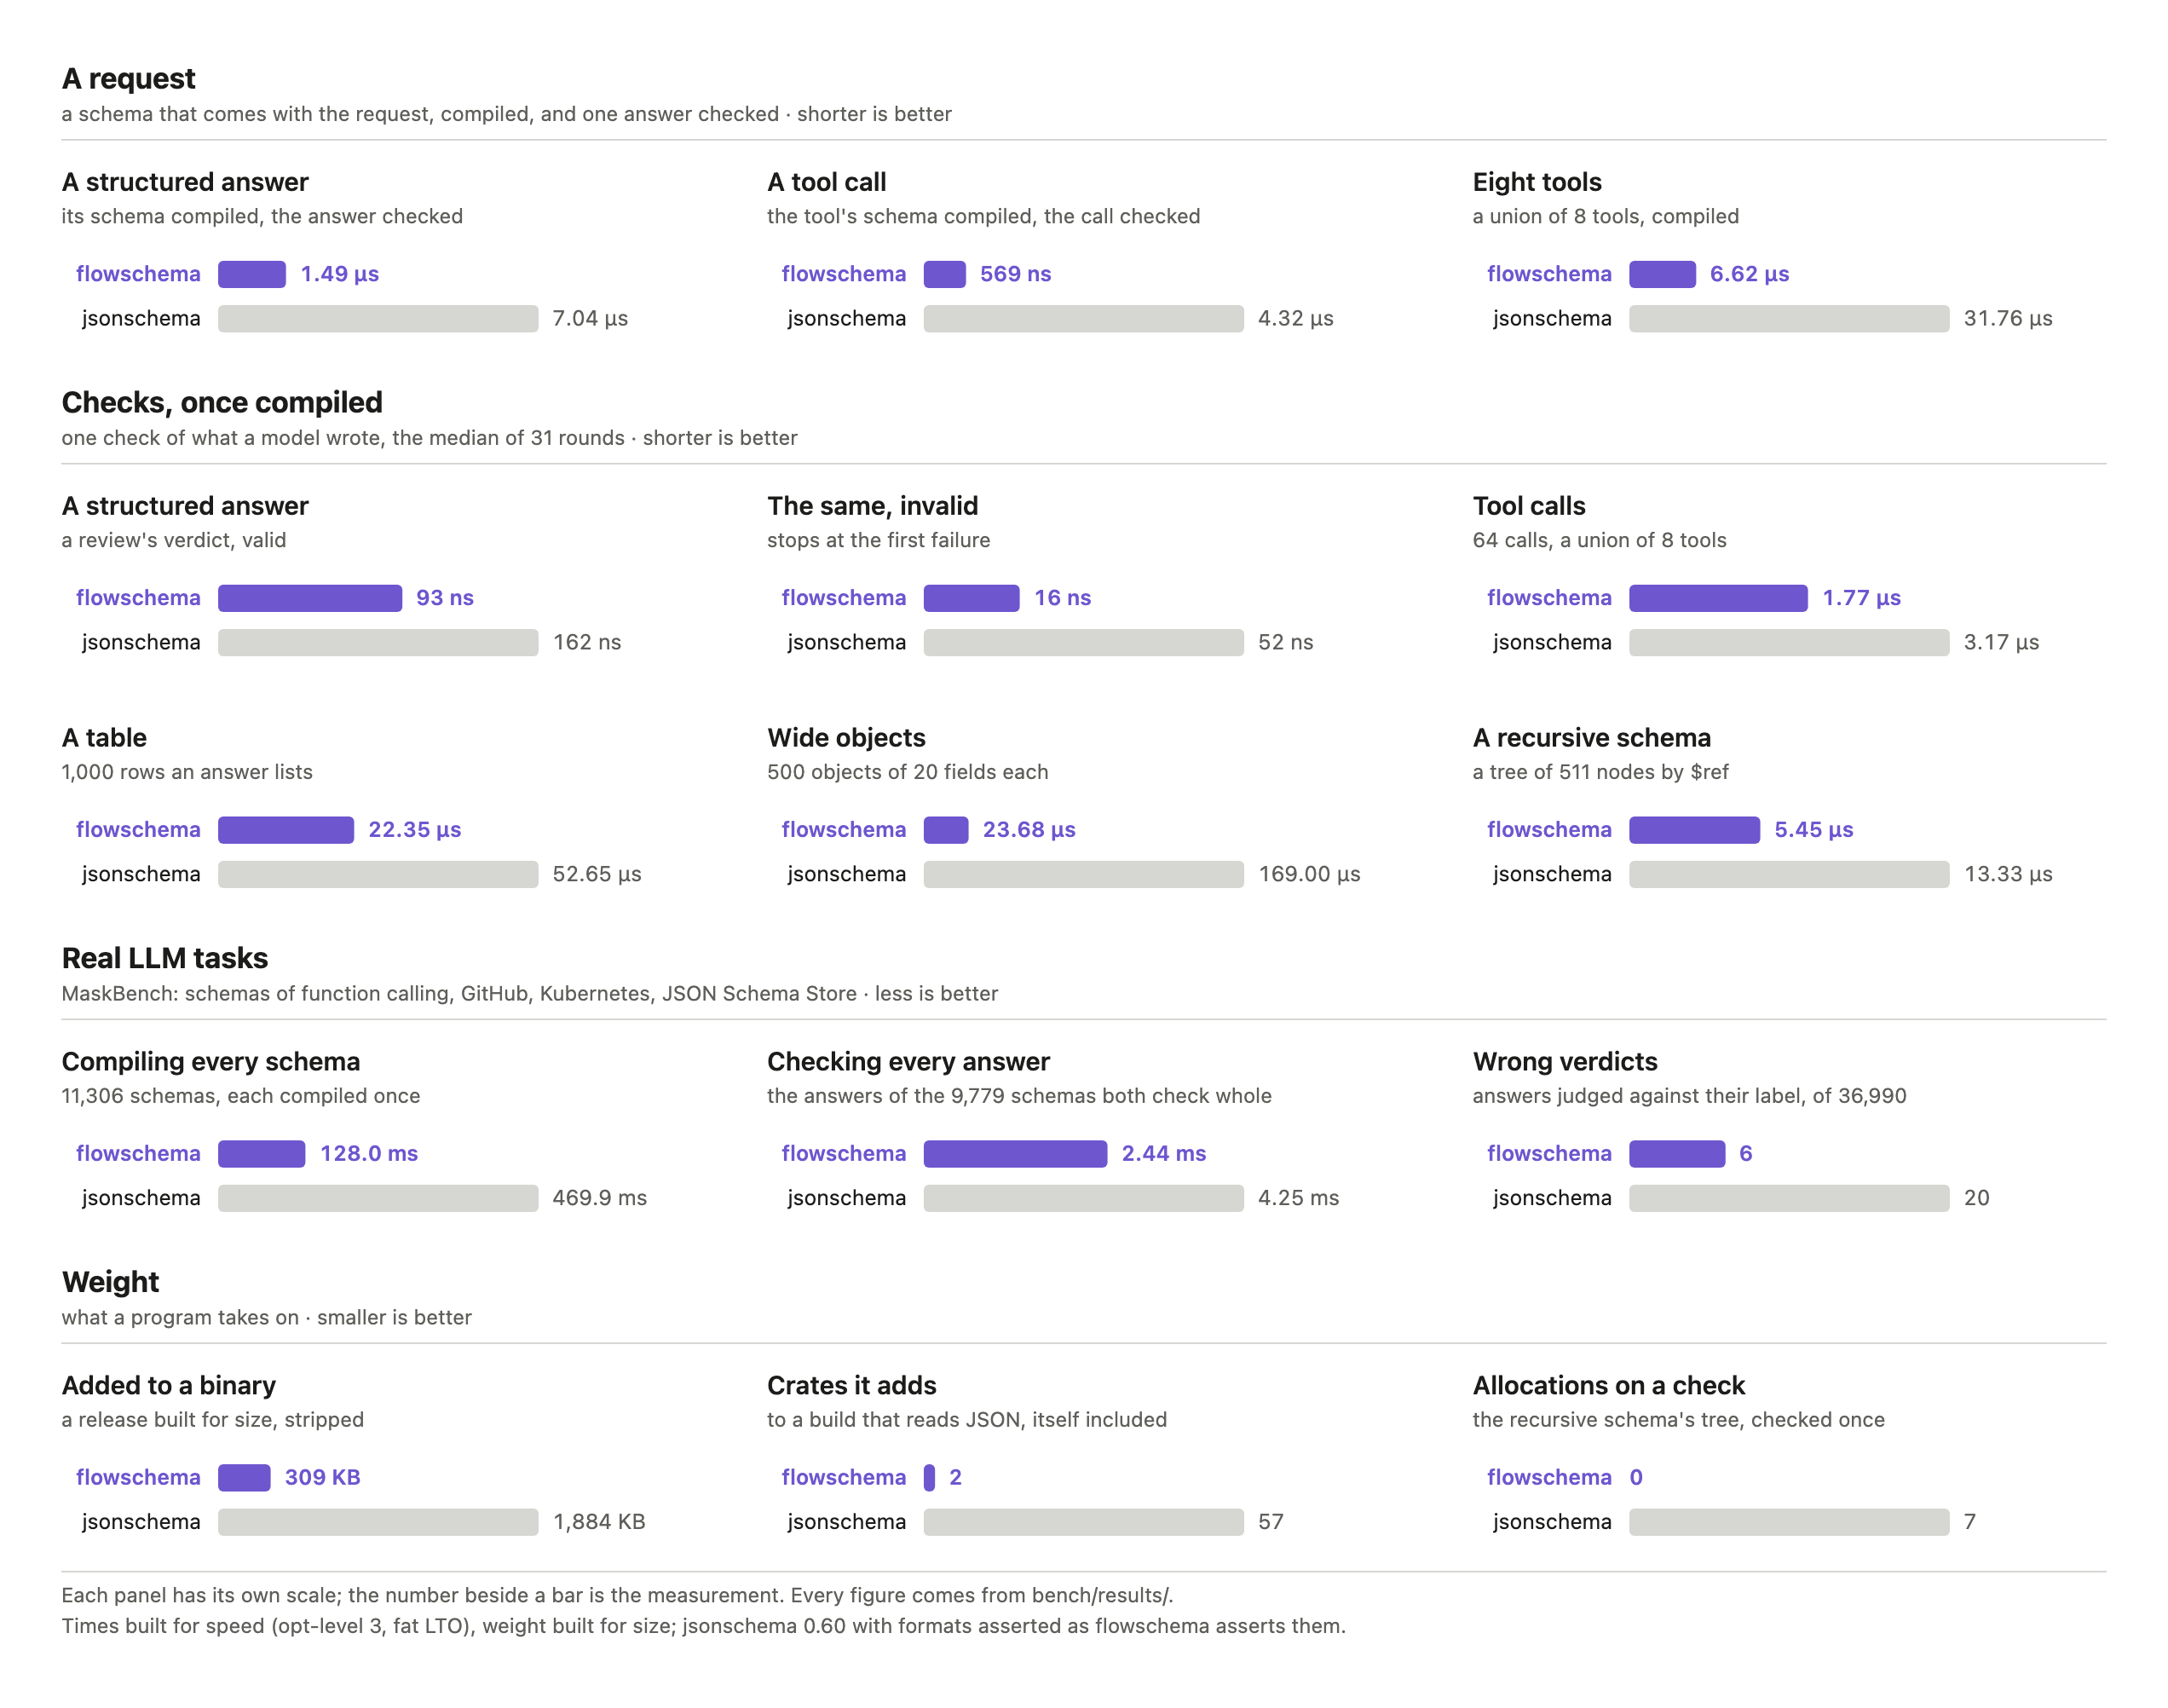 A request
a schema that comes with the request, compiled, and one answer checked · shorter is better
A structured answer
its schema compiled, the answer checked
flowschema 1.49 µs
jsonschema 7.04 µs
A tool call
the tool's schema compiled, the call checked
flowschema 569 ns
jsonschema 4.32 µs
Eight tools
a union of 8 tools, compiled
flowschema 6.62 µs
jsonschema 31.76 µs
Checks, once compiled
one check of what a model wrote, the median of 31 rounds · shorter is better
A structured answer
a review's verdict, valid
flowschema 93 ns
jsonschema 162 ns
The same, invalid
stops at the first failure
flowschema 16 ns
jsonschema 52 ns
Tool calls
64 calls, a union of 8 tools
flowschema 1.77 µs
jsonschema 3.17 µs
A table
1,000 rows an answer lists
flowschema 22.35 µs
jsonschema 52.65 µs
Wide objects
500 objects of 20 fields each
flowschema 23.68 µs
jsonschema 169.00 µs
A recursive schema
a tree of 511 nodes by $ref
flowschema 5.45 µs
jsonschema 13.33 µs
Real LLM tasks
MaskBench: schemas of function calling, GitHub, Kubernetes, JSON Schema Store · less is better
Compiling every schema
11,306 schemas, each compiled once
flowschema 128.0 ms
jsonschema 469.9 ms
Checking every answer
the answers of the 9,779 schemas both check whole
flowschema 2.44 ms
jsonschema 4.25 ms
Wrong verdicts
answers judged against their label, of 36,990
flowschema 6
jsonschema 20
Weight
what a program takes on · smaller is better
Added to a binary
a release built for size, stripped
flowschema 309 KB
jsonschema 1,884 KB
Crates it adds
to a build that reads JSON, itself included
flowschema 2
jsonschema 57
Allocations on a check
the recursive schema's tree, checked once
flowschema 0
jsonschema 7
Each panel has its own scale; the number beside a bar is the measurement. Every figure comes from bench/results/.
Times built for speed (opt-level 3, fat LTO), weight built for size; jsonschema 0.60 with formats asserted as flowschema asserts them.